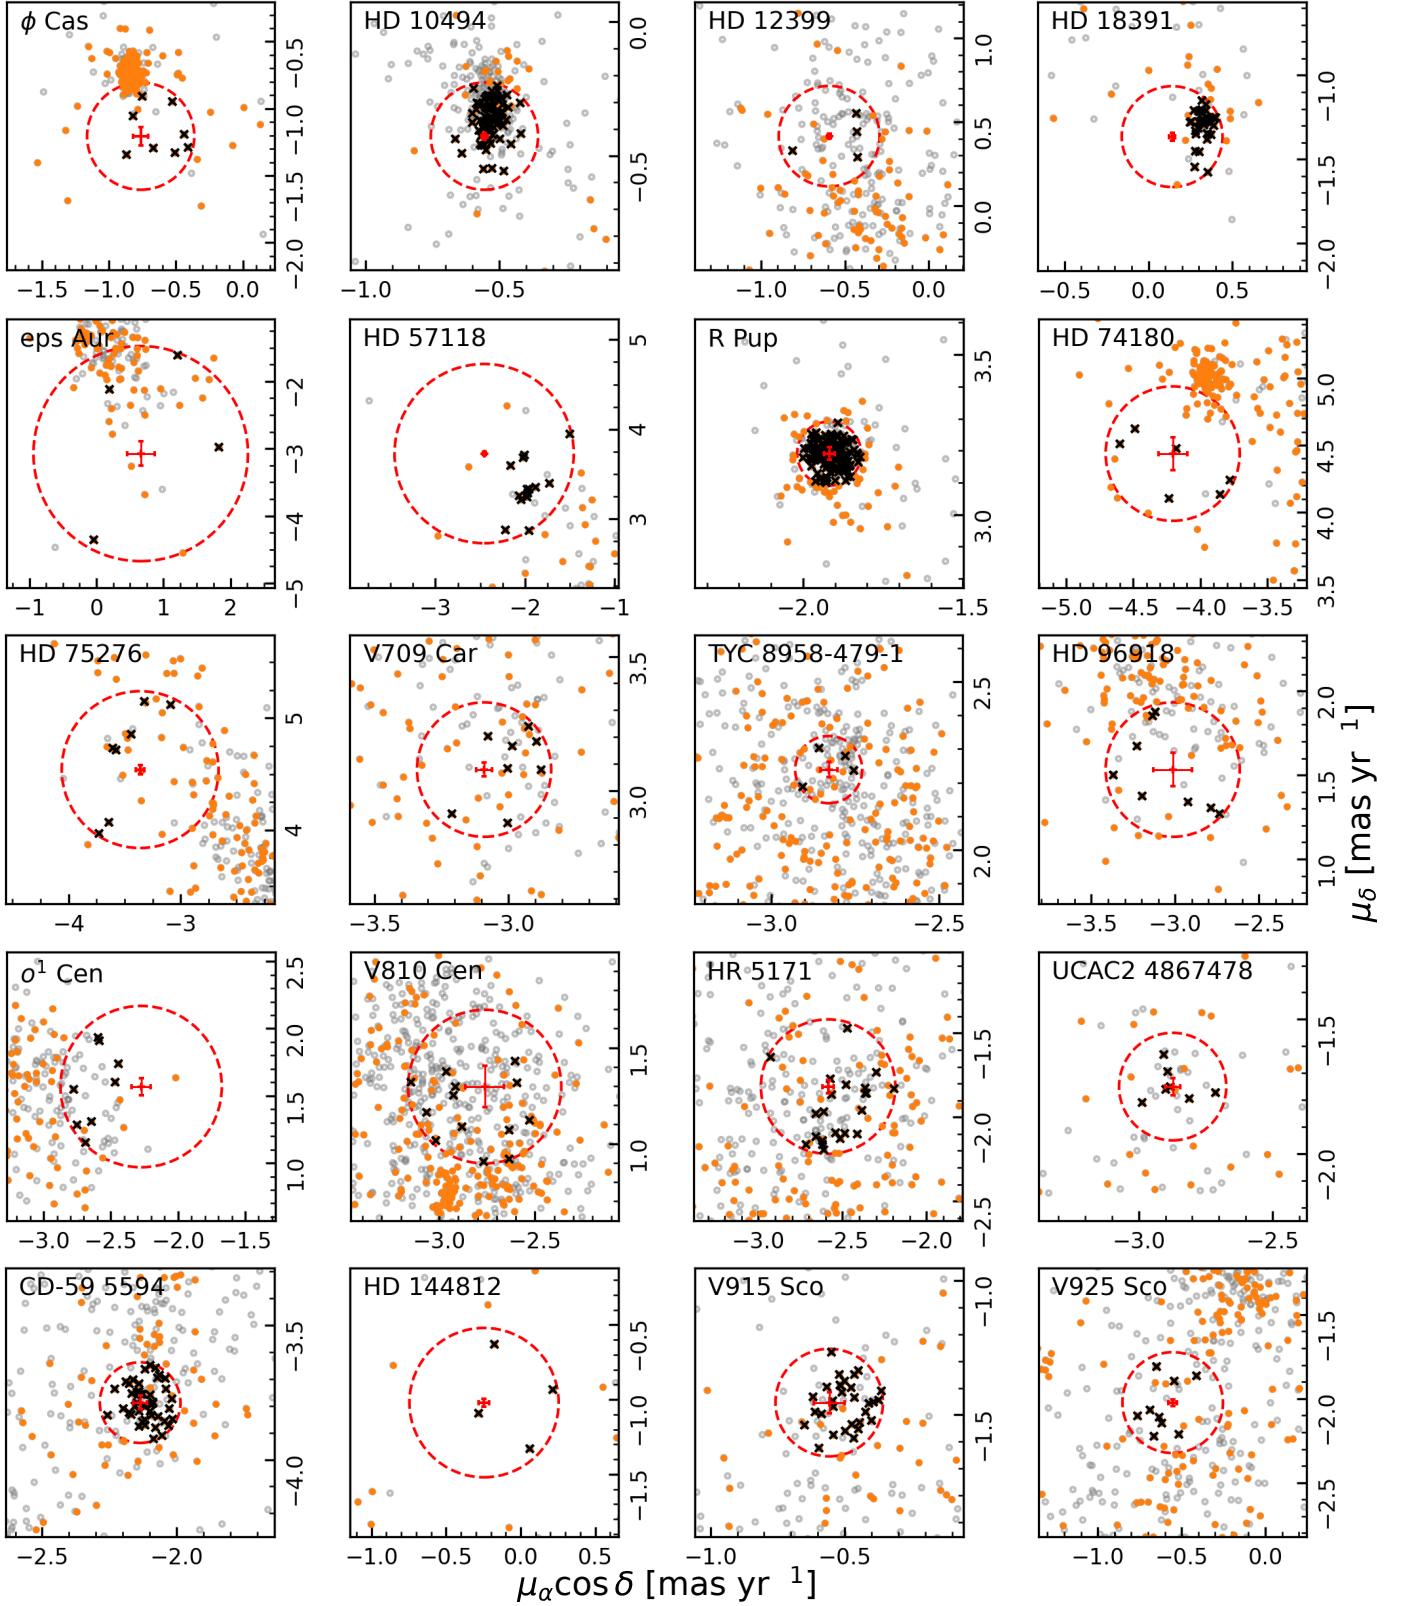 φ Cas
HD 10494
HD 12399
HD 18391
−0.5
−1.0
−1.5
−2.0
0.0
−0.5
1.0
0.5
0.0
−1.0
−1.5
−2.0
−1.5 −1.0 −0.5 0.0
−1.0 −0.5
−1.0 −0.5 0.0
−0.5 0.0 0.5
eps Aur
HD 57118
R Pup
HD 74180
−2
−3
−4
−5
5
4
3
3.5
3.0
5.0
4.5
4.0
3.5
−1 0 1 2
−3 −2 −1
−2.0 −1.5
−5.0 −4.5 −4.0 −3.5
HD 75276
V709 Car
TYC 8958-479-1
HD 96918
5
4
3.5
3.0
2.5
2.0
2.0
1.5
1.0
−4 −3
−3.5 −3.0
−3.0 −2.5
−3.5 −3.0 −2.5
μδ [mas yr 1]
o1 Cen
V810 Cen
HR 5171
UCAC2 4867478
2.5
2.0
1.5
1.0
1.5
1.0
−1.5
−2.0
−2.5
−1.5
−2.0
−3.0 −2.5 −2.0 −1.5
−3.0 −2.5
−3.0 −2.5 −2.0
−3.0 −2.5
CD-59 5594
HD 144812
V915 Sco
V925 Sco
−3.5
−4.0
−0.5
−1.0
−1.5
−1.0
−1.5
−1.5
−2.0
−2.5
−2.5 −2.0
−1.0 −0.5 0.0 0.5
−1.0 −0.5
−1.0 −0.5 0.0
μαcos δ [mas yr 1]